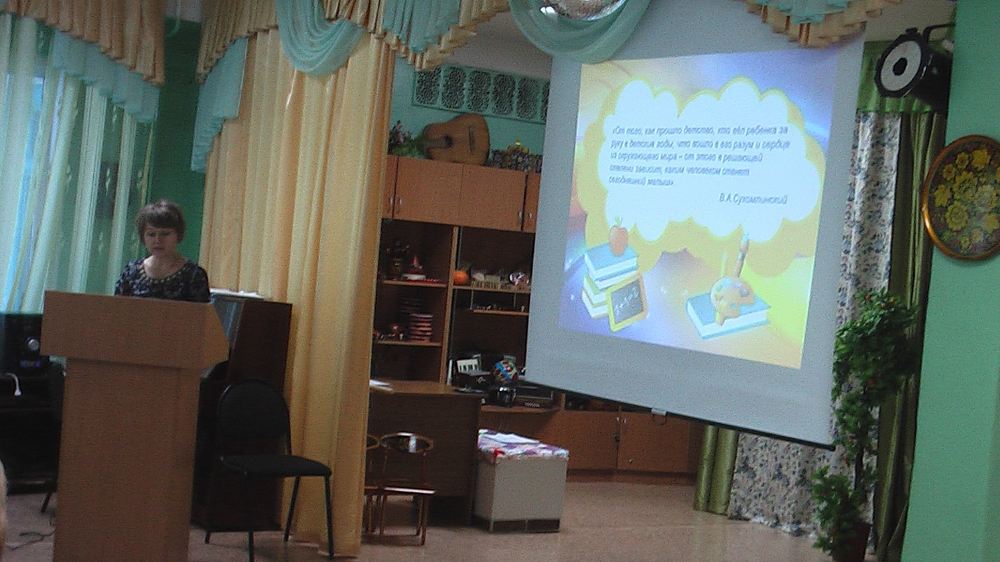 «От того, как прошло детство, кто вёл ребенка за
руку в детские годы, что вошло в его разум и сердце
из окружающего мира – от этого в решающей
степени зависит, каким человеком станет
сегодняшний малыш».
В.А.Сухомлинский